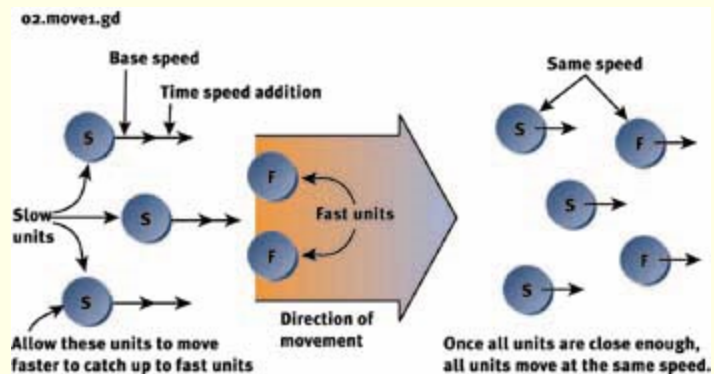 02.moves.gd
Base speed
Time speed addition
Same speed
S
S
F
F
S
S
Slow
units
Fast units
F
F
S
S
Direction of
movement
Allow these units to move
faster to catch up to fast units
Once all units are close enough,
all units move at the same speed.